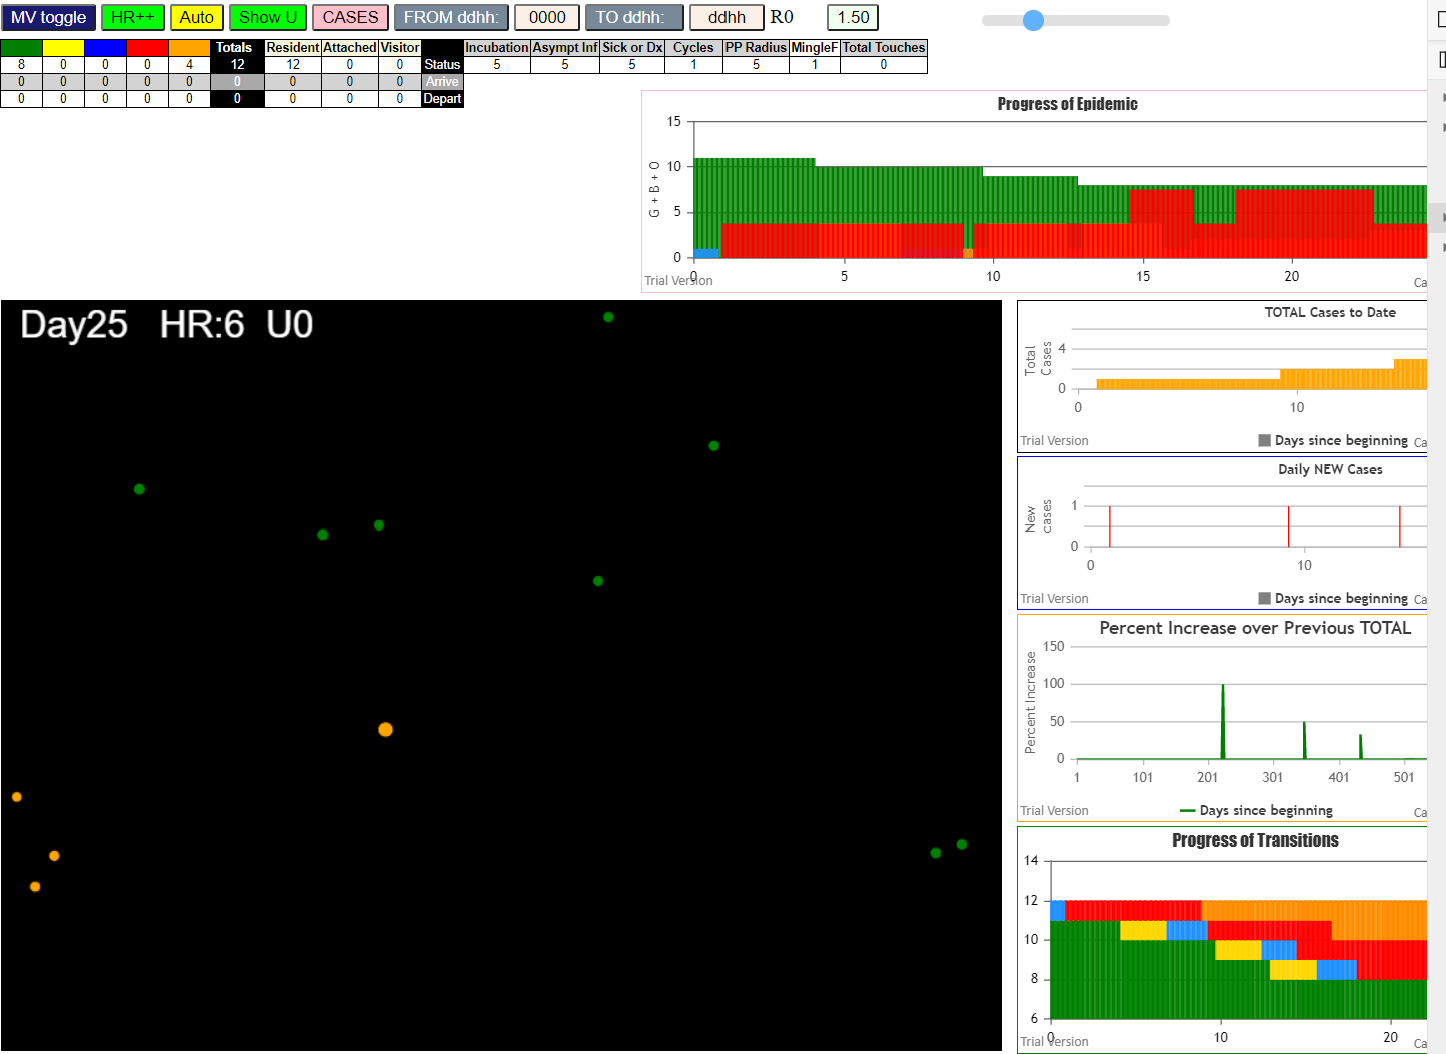 MV toggle HR++ Auto Show U CASES FROM ddhh: 0000 TO ddhh: ddhh R0 1.50
Totals Resident Attached Visitor Incubation Asympt Inf Sick or Dx Cycles PP Radius MingleF Total Touches
8 0 0 0 4 12 12 0 0 Status 5 5 5 1 5 1 0
0 0 0 0 0 0 0 0 0 Arrive
0 0 0 0 0 0 0 0 0 Depart
Progress of Epidemic
G + B + O
15
10
5
0
0 5 10 15 20
Trial Version Ca
Day25 HR:6 U0
TOTAL Cases to Date
Total
Cases
4
0
0 10
Days since beginning
Trial Version Ca
Daily NEW Cases
New
cases
1
0
0 10
Days since beginning
Trial Version Ca
Percent Increase over Previous TOTAL
Percent Increase
150
100
50
0
1 101 201 301 401 501
Days since beginning
Trial Version Ca
Progress of Transitions
14
12
10
8
6
0 10 20
Trial Version Ca